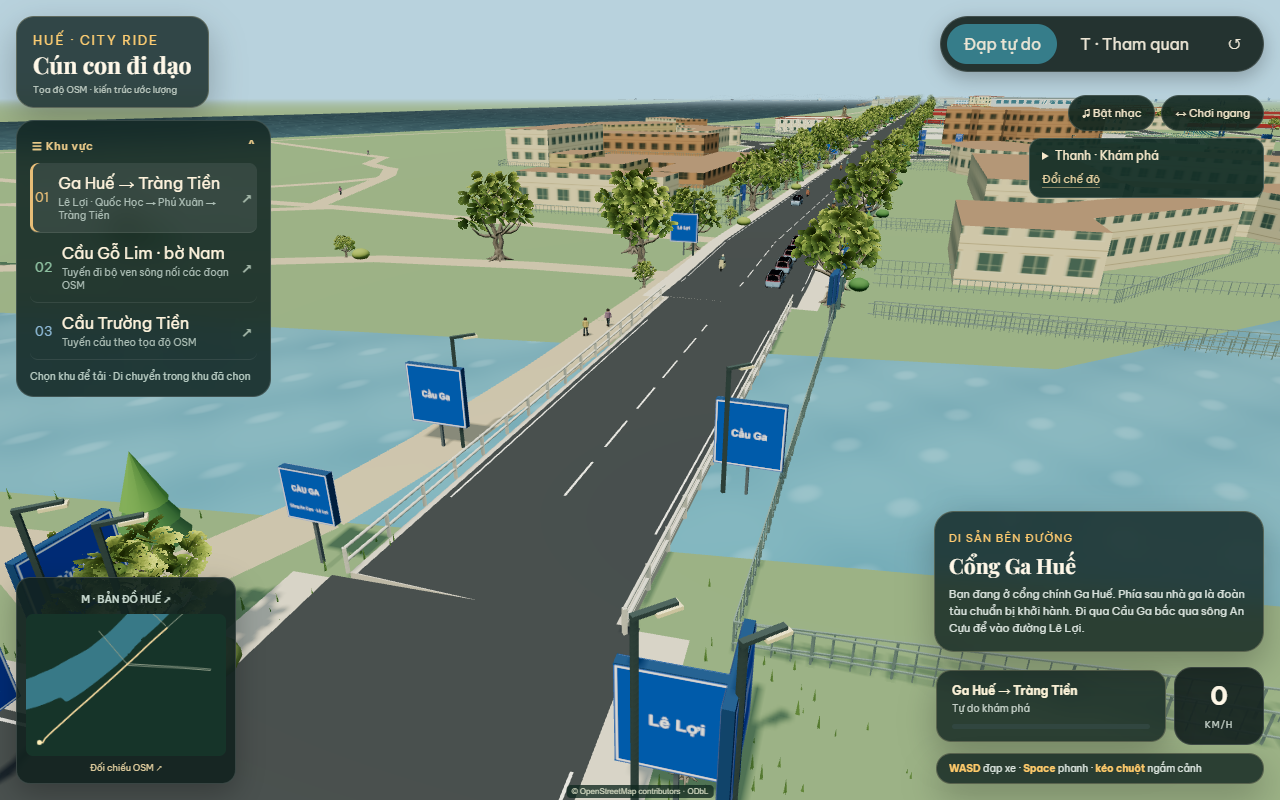 HUẾ · CITY RIDE
Cún con đi dạo
Tọa độ OSM · kiến trúc ước lượng
Đạp tự do
T · Tham quan
↺
♫ Bật nhạc
↔ Chơi ngang
▶ Thanh · Khám phá
Đổi chế độ
☰ Khu vực
01
Ga Huế → Tràng Tiền
Lê Lợi · Quốc Học → Phú Xuân →
Tràng Tiền
↗
02
Cầu Gỗ Lim · bờ Nam
Tuyến đi bộ ven sông nối các đoạn
OSM
↗
03
Cầu Trường Tiền
Tuyến cầu theo tọa độ OSM
↗
Chọn khu để tải · Di chuyển trong khu đã chọn
Lê Lợi
Cầu Ga
Cầu Ga
CẦU GA
Lê Lợi
M · BẢN ĐỒ HUẾ ↗
Đối chiếu OSM ↗
DI SẢN BÊN ĐƯỜNG
Cổng Ga Huế
Bạn đang ở cổng chính Ga Huế. Phía sau nhà ga là đoàn
tàu chuẩn bị khởi hành. Đi qua Cầu Ga bắc qua sông An
Cựu để vào đường Lê Lợi.
Ga Huế → Tràng Tiền
Tự do khám phá
0
KM/H
WASD đạp xe · Space phanh · kéo chuột ngắm cảnh
© OpenStreetMap contributors · ODbL